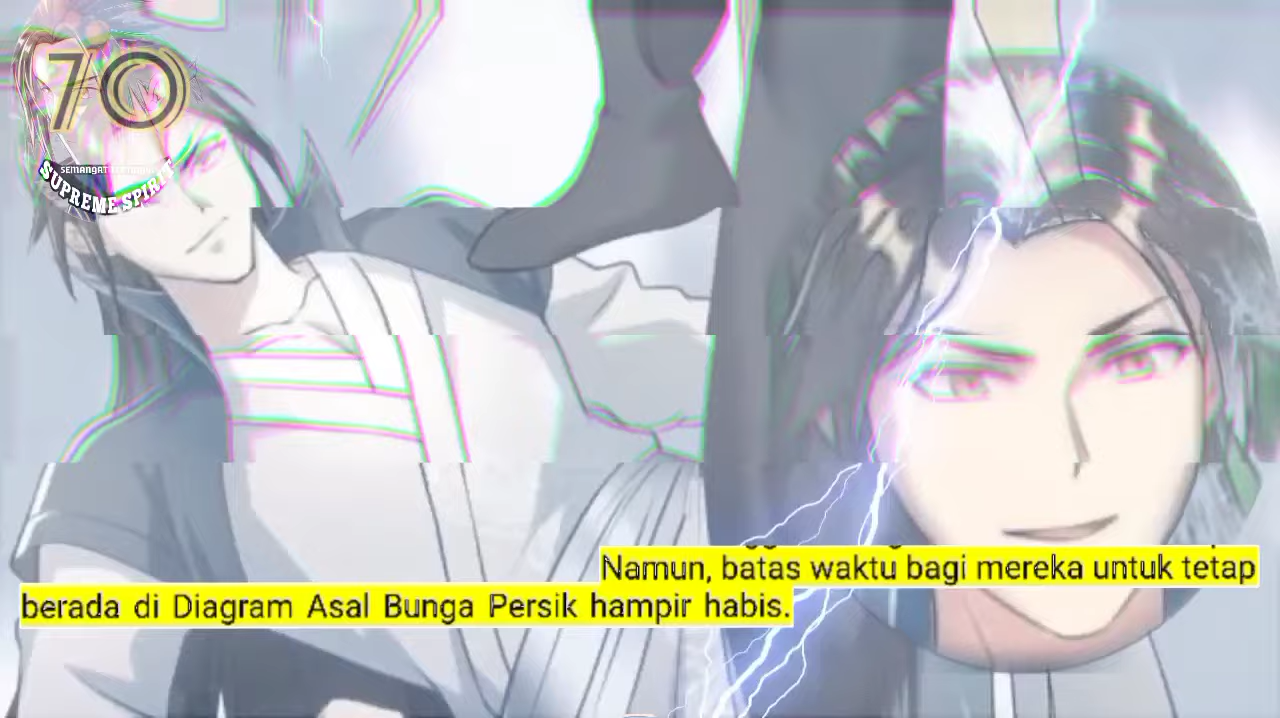 70
SUPREME SPIRIT
Namun, batas waktu bagi mereka untuk tetap
berada di Diagram Asal Bunga Persik hampir habis.